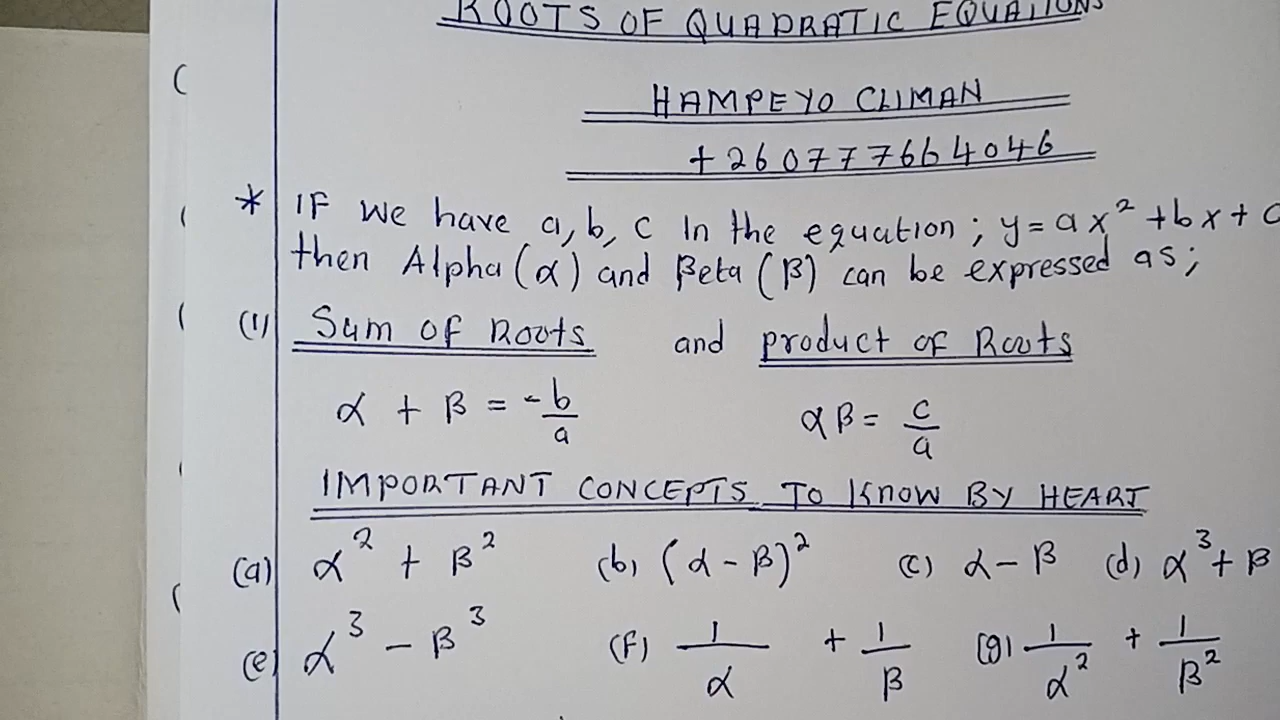 ROOTS OF QUADRATIC EQUATIONS
HAMPEYO CLIMAN
+260777664046
* IF we have a, b, c In the equation ; y = ax² + bx + c
then Alpha (α) and Beta (β) can be expressed as ;
(1) Sum of Roots and product of Roots
α + β = -b/a αβ = c/a
IMPORTANT CONCEPTS TO KNOW BY HEART
(a) α² + β² (b) (α - β)² (c) α - β (d) α³ + β
(e) α³ - β³ (f) 1/α + 1/β (g) 1/α² + 1/β²